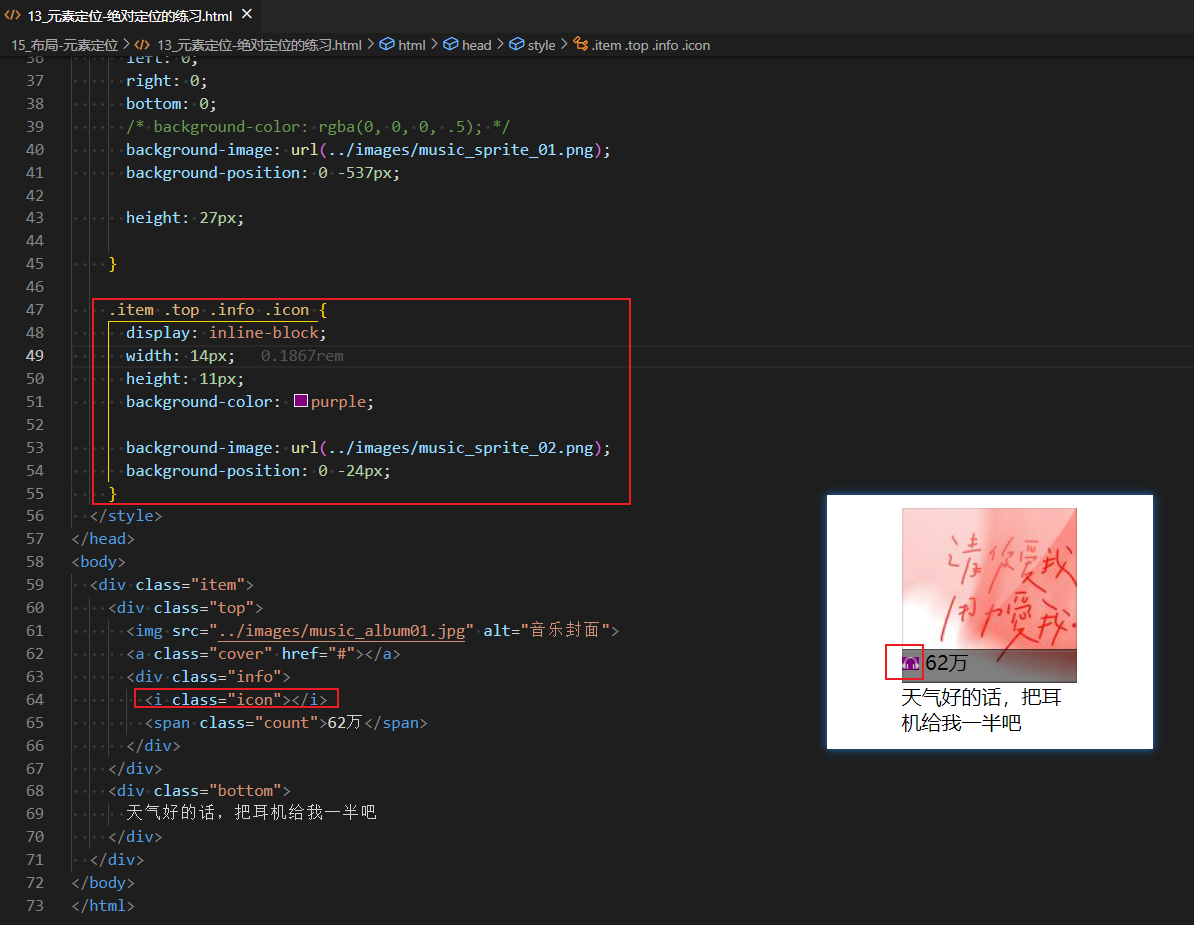 13_元素定位-绝对定位的练习.html
15_布局-元素定位 > 13_元素定位-绝对定位的练习.html > html > head > style > .item .top .info .icon
36 left: 0;
37 right: 0;
38 bottom: 0;
39 /* background-color: rgba(0, 0, 0, .5); */
40 background-image: url(../images/music_sprite_01.png);
41 background-position: 0 -537px;
42
43 height: 27px;
44
45 }
46
47 .item .top .info .icon {
48 display: inline-block;
49 width: 14px; 0.1867rem
50 height: 11px;
51 background-color: purple;
52
53 background-image: url(../images/music_sprite_02.png);
54 background-position: 0 -24px;
55 }
56 </style>
57 </head>
58 <body>
59 <div class="item">
60 <div class="top">
61 <img src="../images/music_album01.jpg" alt="音乐封面">
62 <a class="cover" href="#"></a>
63 <div class="info">
64 <i class="icon"></i>
65 <span class="count">62万</span>
66 </div>
67 </div>
68 <div class="bottom">
69 天气好的话，把耳机给我一半吧
70 </div>
71 </div>
72 </body>
73 </html>
请你爱我
用力爱我.
62万
天气好的话，把耳
机给我一半吧